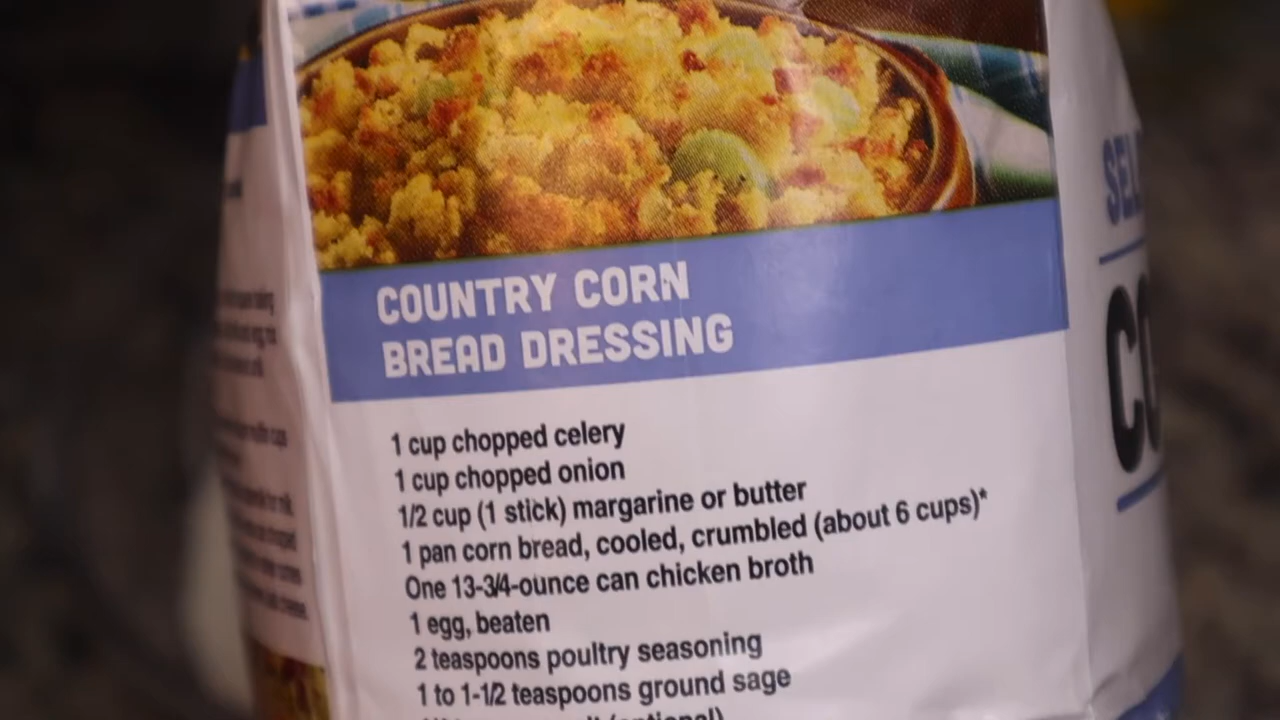 COUNTRY CORN
BREAD DRESSING
1 cup chopped celery
1 cup chopped onion
1/2 cup (1 stick) margarine or butter
1 pan corn bread, cooled, crumbled (about 6 cups)*
One 13-3/4-ounce can chicken broth
1 egg, beaten
2 teaspoons poultry seasoning
1 to 1-1/2 teaspoons ground sage
(optional)